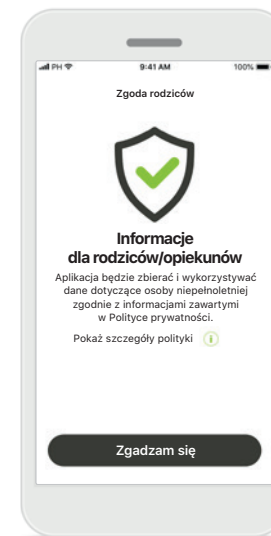 PH 9:41 AM 100%
Zgoda rodziców
Informacje
dla rodziców/opiekunów
Aplikacja będzie zbierać i wykorzystywać
dane dotyczące osoby niepełnoletniej
zgodnie z informacjami zawartymi
w Polityce prywatności.
Pokaż szczegóły polityki i
Zgadzam się